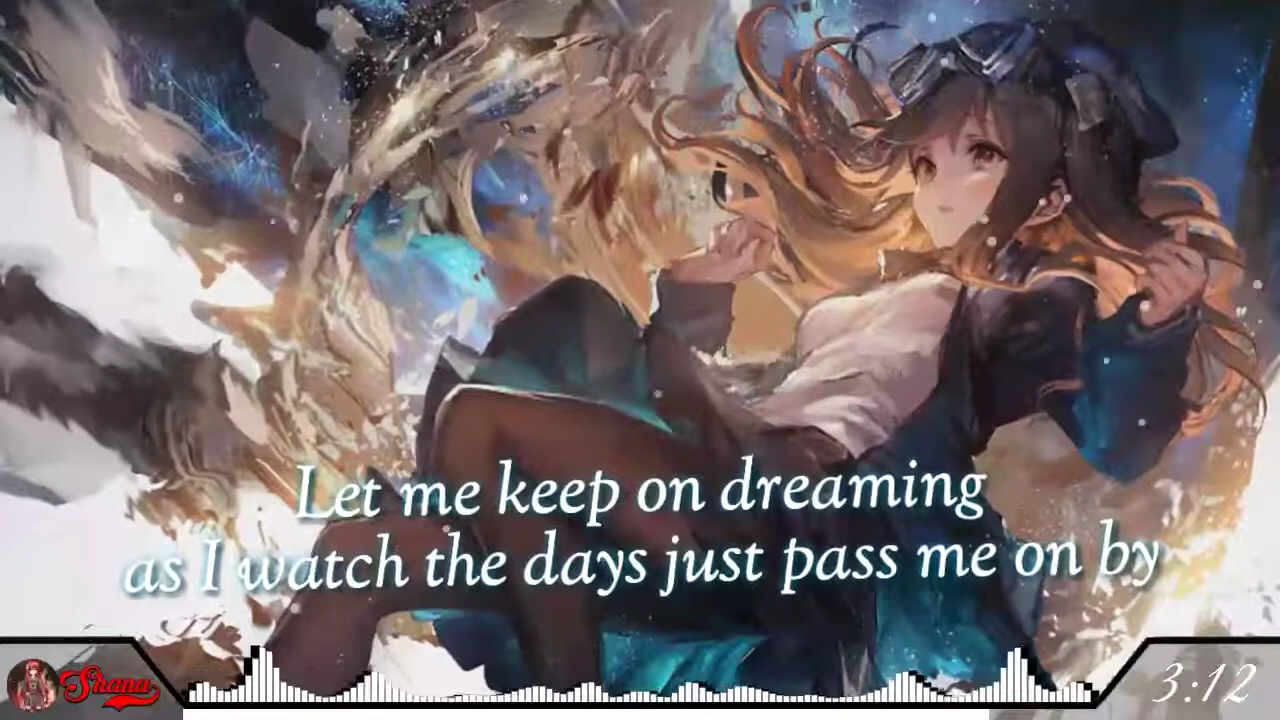 Let me keep on dreaming
as I watch the days just pass me on by
Shana
3:12